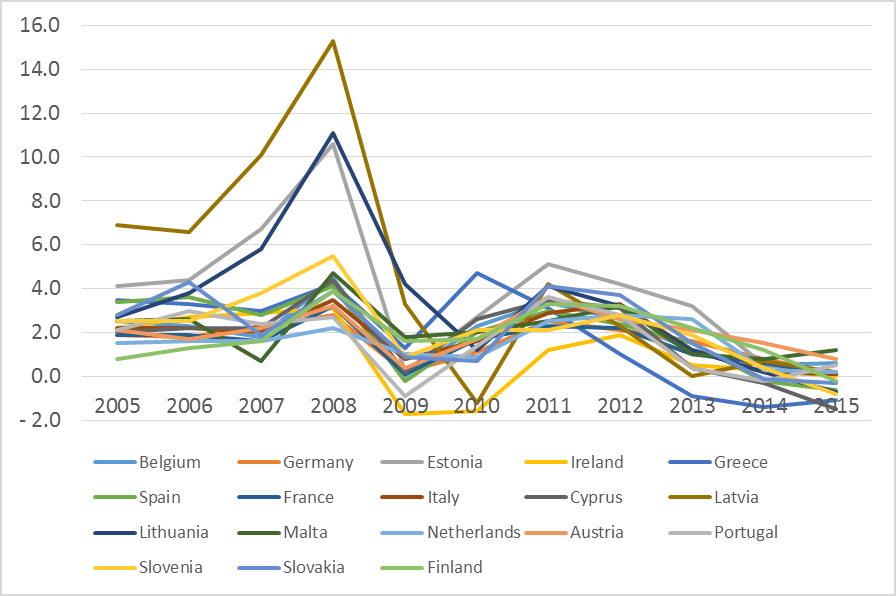 16.0
14.0
12.0
10.0
8.0
6.0
4.0
2.0
0.0
- 2.0
2005 2006 2007 2008 2009 2010 2011 2012 2013 2014 2015
Belgium Germany Estonia Ireland Greece
Spain France Italy Cyprus Latvia
Lithuania Malta Netherlands Austria Portugal
Slovenia Slovakia Finland